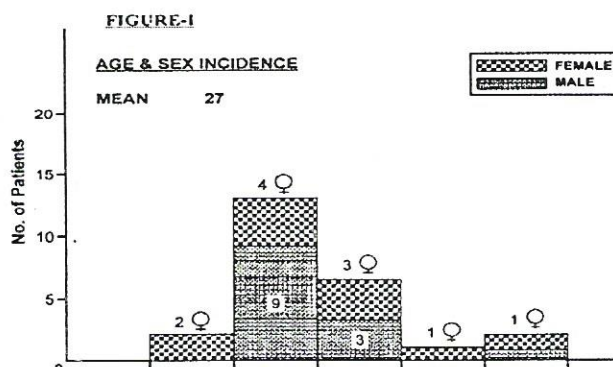 FIGURE-I
AGE & SEX INCIDENCE
MEAN 27
FEMALE
MALE
No. of Patients
20
15
10
5
2 ♀
4 ♀
9
3 ♀
3
1 ♀
1 ♀